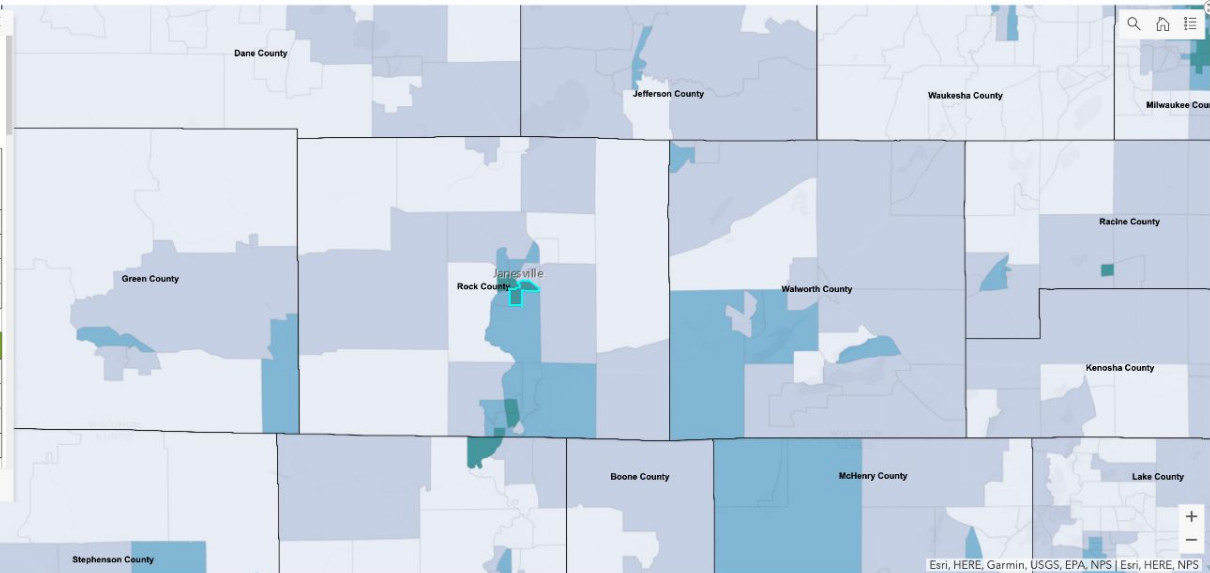 Dane County
Jefferson County
Waukesha County
Milwaukee Cou
Racine County
Green County
Janesville
Rock County
Walworth County
Kenosha County
Boone County
McHenry County
Lake County
Stephenson County
+
−
Esri, HERE, Garmin, USGS, EPA, NPS | Esri, HERE, NPS